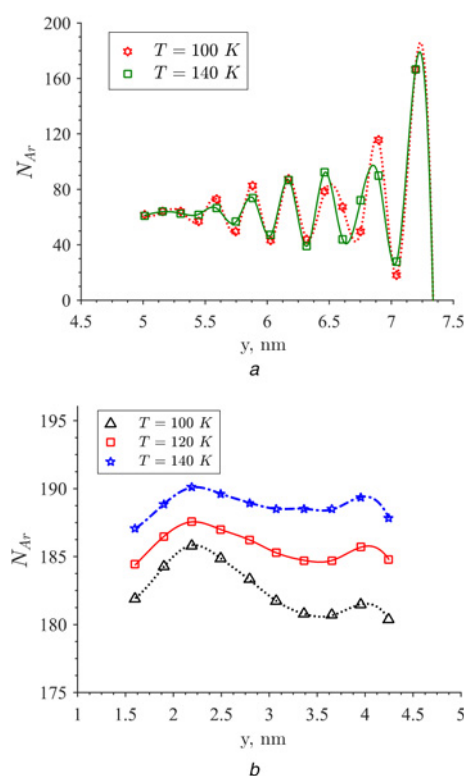 200
160
120
80
40
0
N_Ar
T = 100 K
T = 140 K
4.5 5 5.5 6 6.5 7 7.5
y, nm
a
195
190
185
180
175
N_Ar
T = 100 K
T = 120 K
T = 140 K
1 1.5 2 2.5 3 3.5 4 4.5 5
y, nm
b